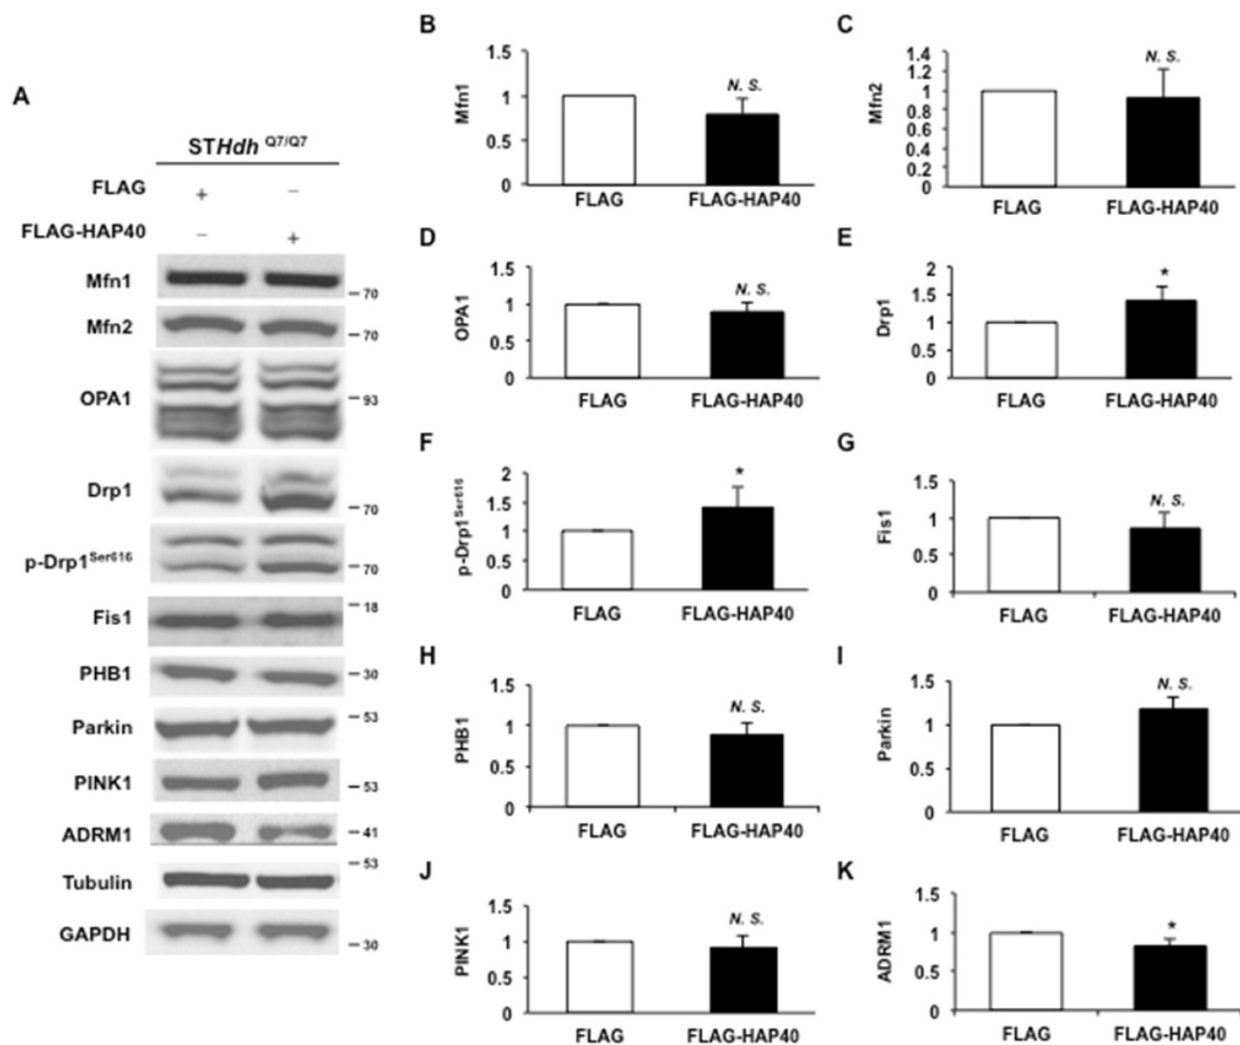 A
STHdh Q7/Q7
FLAG + –
FLAG-HAP40 – +
Mfn1
– 70
Mfn2
– 70
OPA1
– 93
Drp1
– 70
p-Drp1Ser616
– 70
Fis1
– 18
PHB1
– 30
Parkin
– 53
PINK1
– 53
ADRM1
– 41
Tubulin
– 53
GAPDH
– 30
B
Mfn1
1.5
1
0.5
0
N. S.
FLAG FLAG-HAP40
C
Mfn2
1.4
1.2
1
0.8
0.6
0.4
0.2
0
N. S.
FLAG FLAG-HAP40
D
OPA1
1.5
1
0.5
0
N. S.
FLAG FLAG-HAP40
E
Drp1
2
1.5
1
0.5
0
*
FLAG FLAG-HAP40
F
p-Drp1Ser616
2
1.5
1
0.5
0
*
FLAG FLAG-HAP40
G
Fis1
1.5
1
0.5
0
N. S.
FLAG FLAG-HAP40
H
PHB1
1.5
1
0.5
0
N. S.
FLAG FLAG-HAP40
I
Parkin
1.5
1
0.5
0
N. S.
FLAG FLAG-HAP40
J
PINK1
1.5
1
0.5
0
N. S.
FLAG FLAG-HAP40
K
ADRM1
1.5
1
0.5
0
*
FLAG FLAG-HAP40